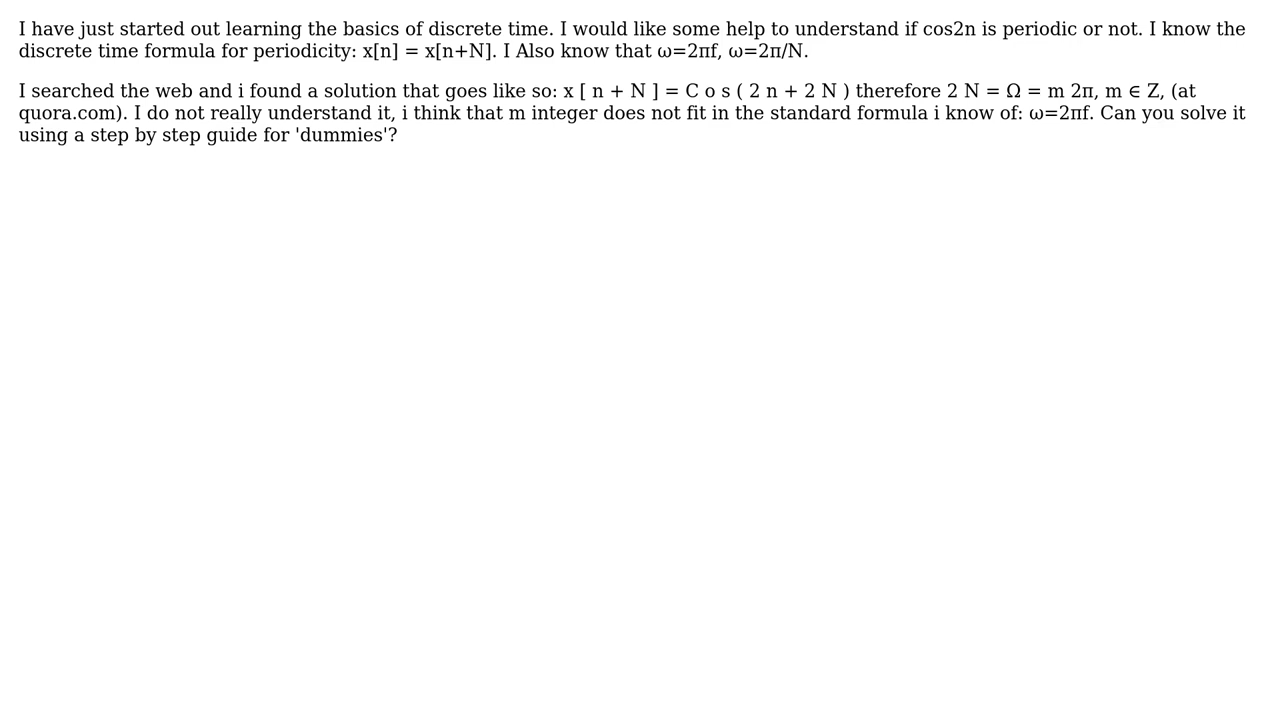 I have just started out learning the basics of discrete time. I would like some help to understand if cos2n is periodic or not. I know the
discrete time formula for periodicity: x[n] = x[n+N]. I Also know that ω=2πf, ω=2π/N.
I searched the web and i found a solution that goes like so: x [ n + N ] = C o s ( 2 n + 2 N ) therefore 2 N = Ω = m 2π, m ∈ Z, (at
quora.com). I do not really understand it, i think that m integer does not fit in the standard formula i know of: ω=2πf. Can you solve it
using a step by step guide for 'dummies'?